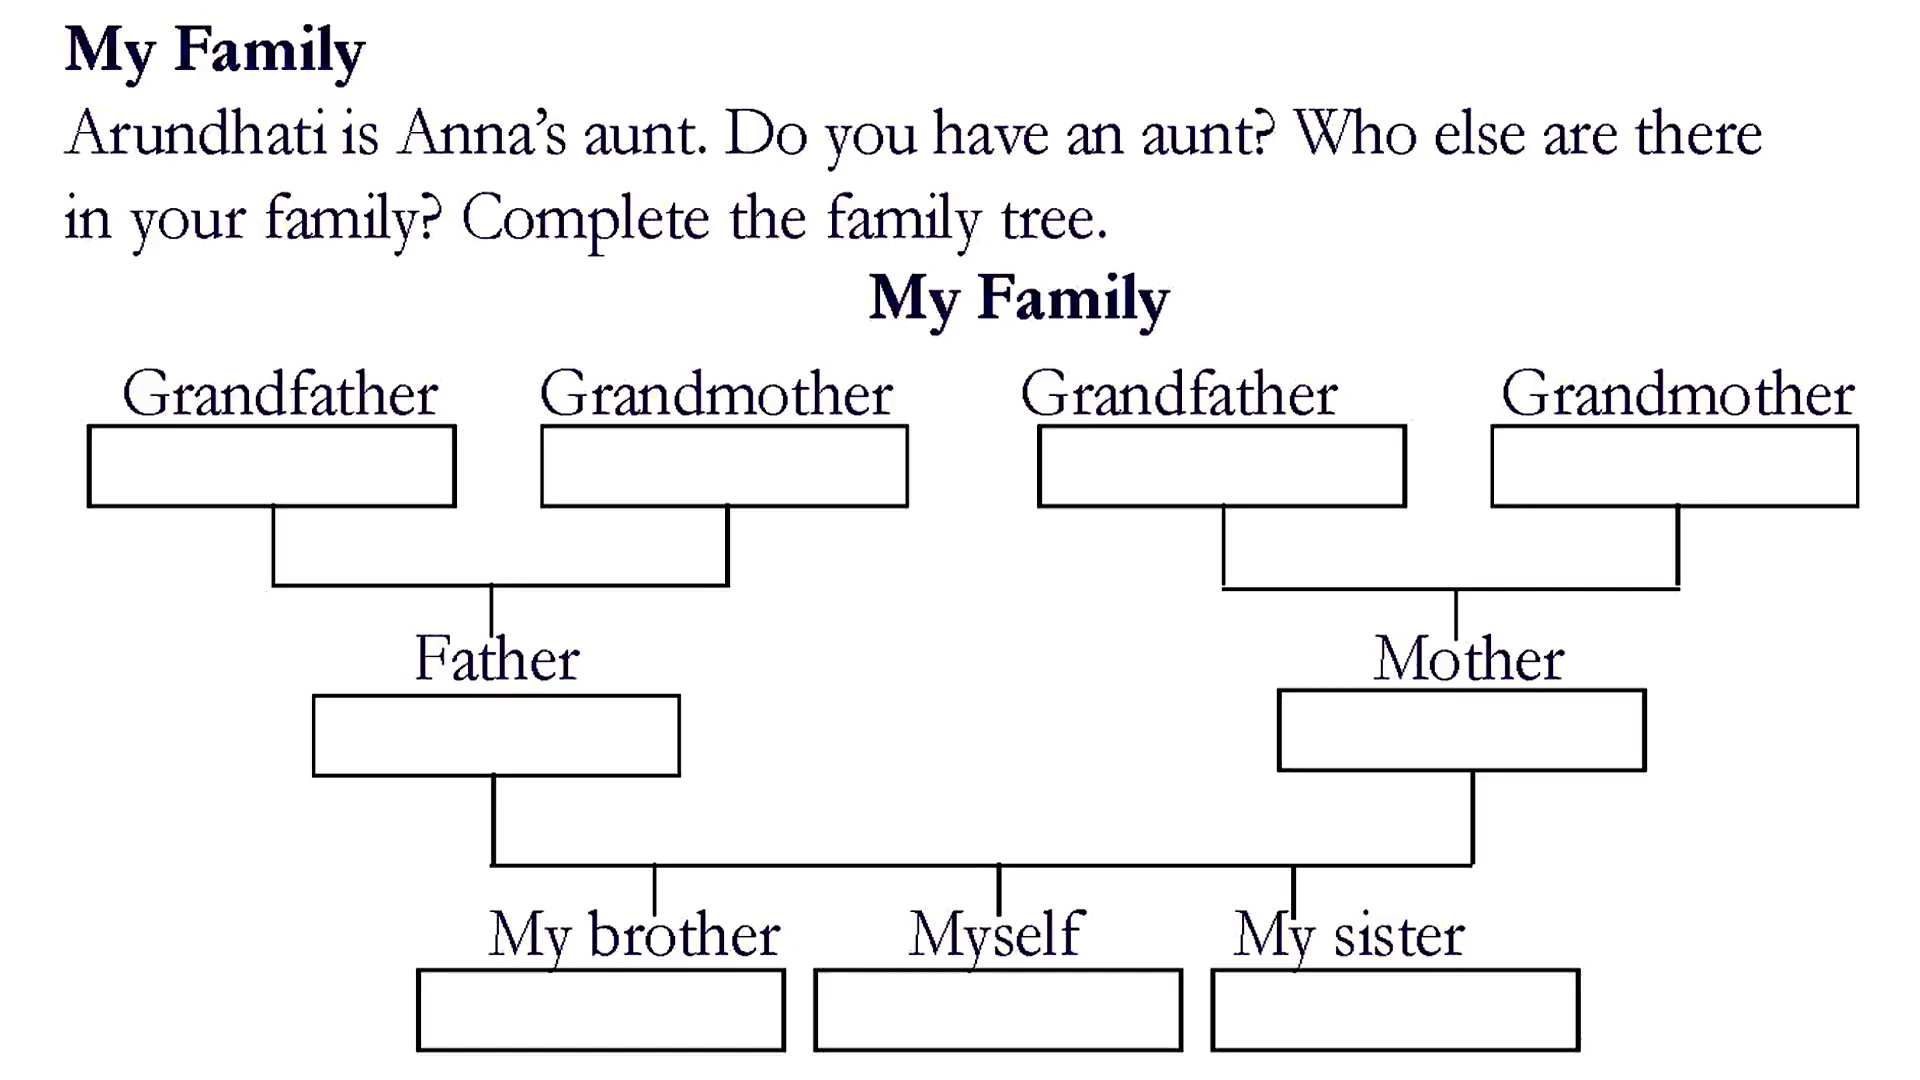 My Family
Arundhati is Anna’s aunt. Do you have an aunt? Who else are there
in your family? Complete the family tree.
My Family
Grandfather Grandmother Grandfather Grandmother
Father Mother
My brother Myself My sister